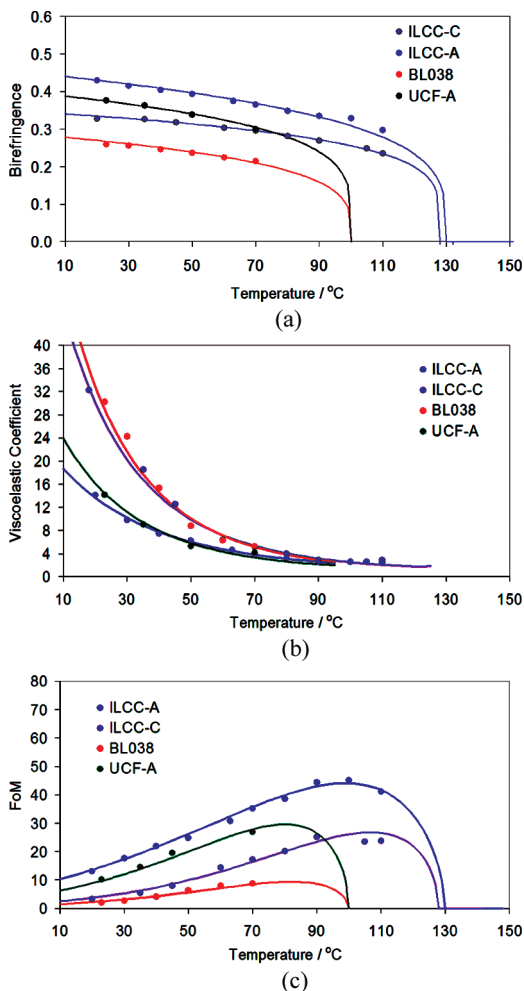 (a)
0.6
0.5
0.4
0.3
0.2
0.1
0.0
Birefringence
ILCC-C
ILCC-A
BL038
UCF-A
10 30 50 70 90 110 130 150
Temperature / °C
(a)
40
36
32
28
24
20
16
12
8
4
0
Viscoelastic Coefficient
ILCC-A
ILCC-C
BL038
UCF-A
10 30 50 70 90 110 130 150
Temperature / °C
(b)
80
70
60
50
40
30
20
10
0
FoM
ILCC-A
ILCC-C
BL038
UCF-A
10 30 50 70 90 110 130 150
Temperature / °C
(c)